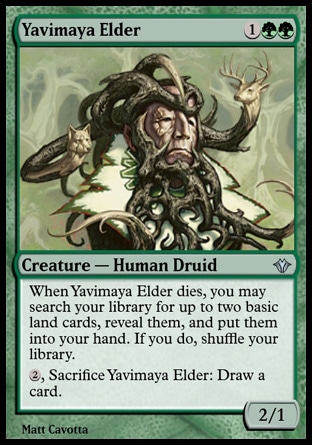 Yavimaya Elder 1
Creature — Human Druid
When Yavimaya Elder dies, you may
search your library for up to two basic
land cards, reveal them, and put them
into your hand. If you do, shuffle your
library.
2, Sacrifice Yavimaya Elder: Draw a
card.
2/1
Matt Cavotta